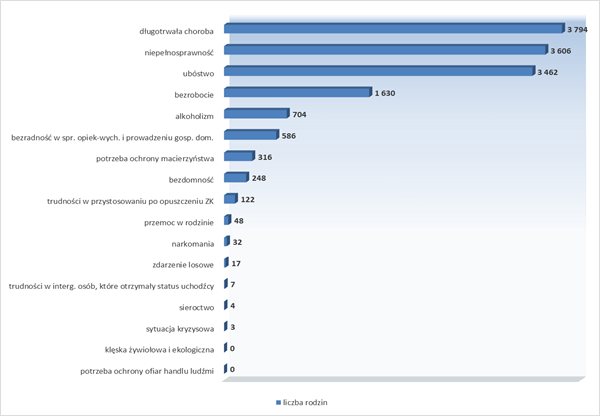 długotrwała choroba 3 794
niepełnosprawność 3 606
ubóstwo 3 462
bezrobocie 1 630
alkoholizm 704
bezradność w spr. opiek-wych. i prowadzeniu gosp. dom. 586
potrzeba ochrony macierzyństwa 316
bezdomność 248
trudności w przystosowaniu po opuszczeniu ZK 122
przemoc w rodzinie 48
narkomania 32
zdarzenie losowe 17
trudności w interg. osób, które otrzymały status uchodźcy 7
sieroctwo 4
sytuacja kryzysowa 3
klęska żywiołowa i ekologiczna 0
potrzeba ochrony ofiar handlu ludźmi 0
liczba rodzin